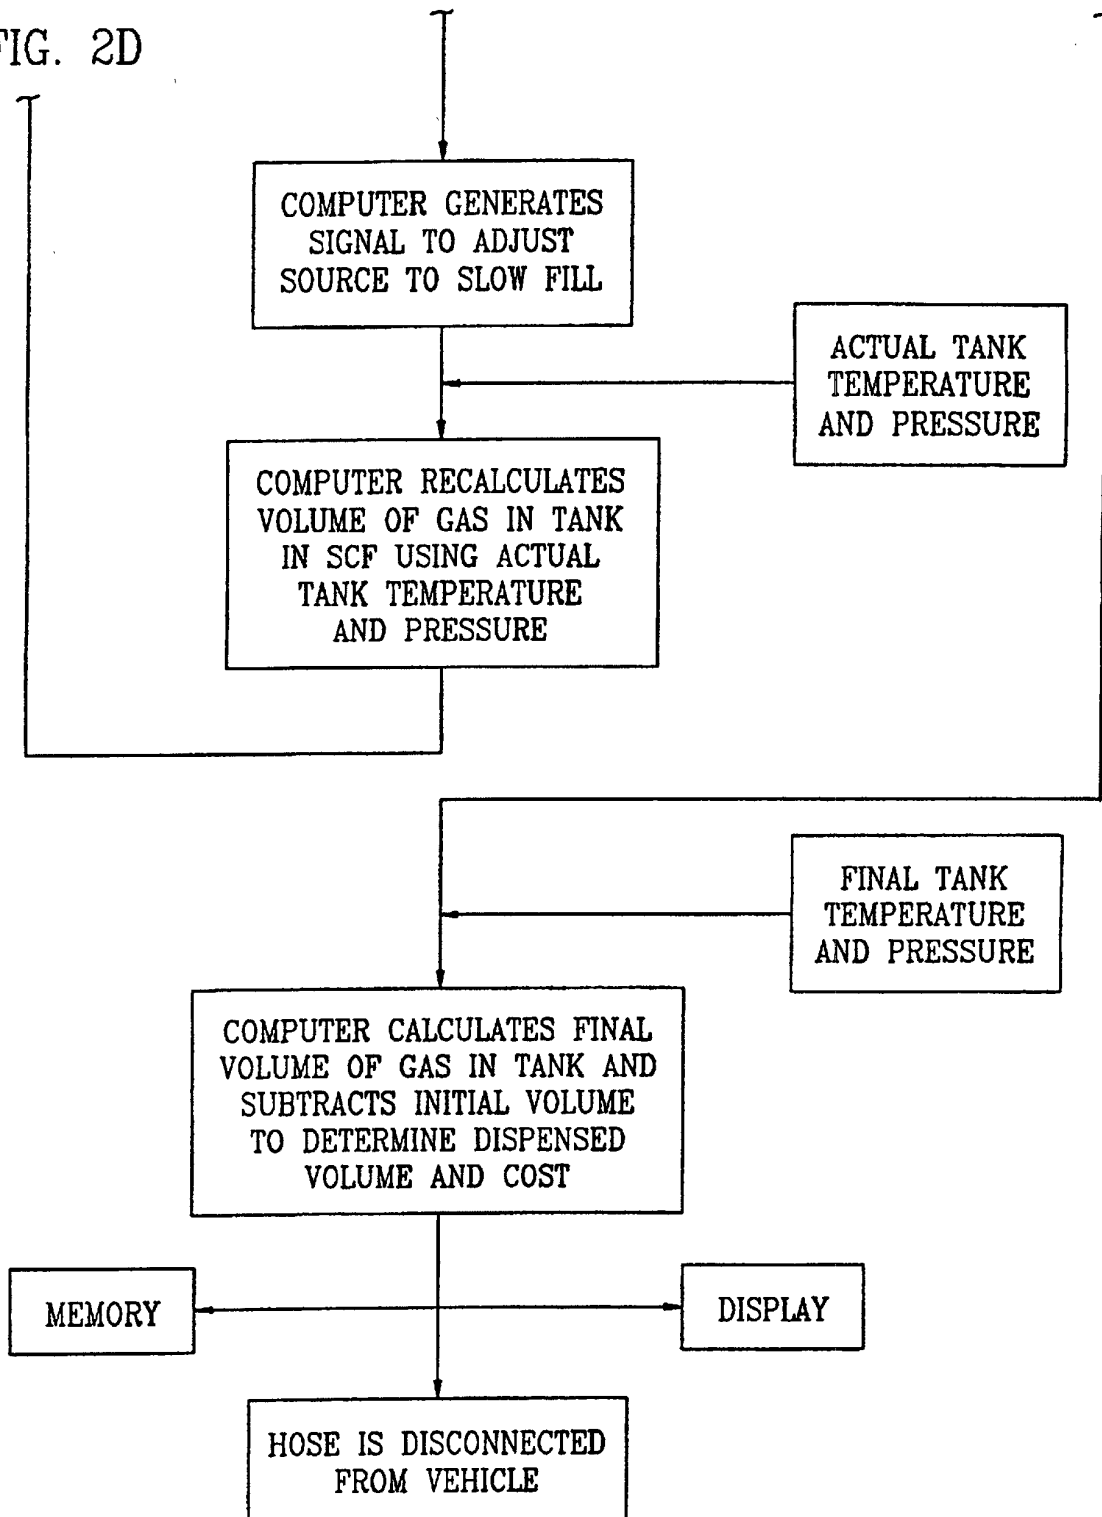 FIG. 2D
COMPUTER GENERATES
SIGNAL TO ADJUST
SOURCE TO SLOW FILL
ACTUAL TANK
TEMPERATURE
AND PRESSURE
COMPUTER RECALCULATES
VOLUME OF GAS IN TANK
IN SCF USING ACTUAL
TANK TEMPERATURE
AND PRESSURE
FINAL TANK
TEMPERATURE
AND PRESSURE
COMPUTER CALCULATES FINAL
VOLUME OF GAS IN TANK AND
SUBTRACTS INITIAL VOLUME
TO DETERMINE DISPENSED
VOLUME AND COST
MEMORY
DISPLAY
HOSE IS DISCONNECTED
FROM VEHICLE